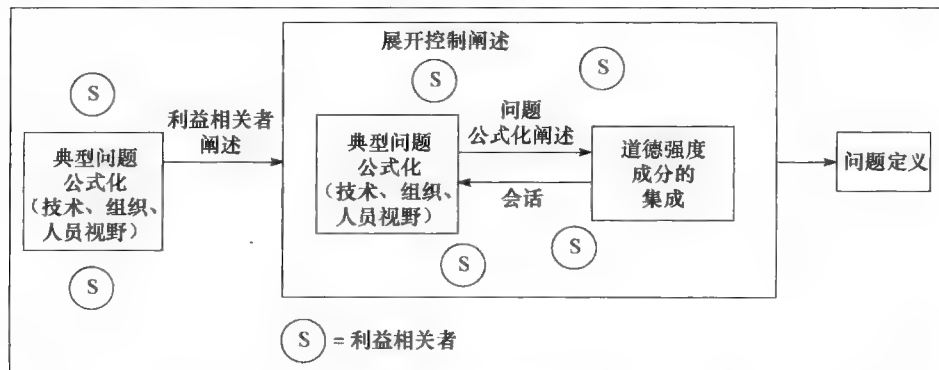 展开控制阐述
S
S
S
利益相关者
阐述
问题
公式化阐述
典型问题
公式化
(技术、组织、
人员视野)
典型问题
公式化
(技术、组织、
人员视野)
道德强度
成分的
集成
问题定义
会话
S
S
S
S = 利益相关者